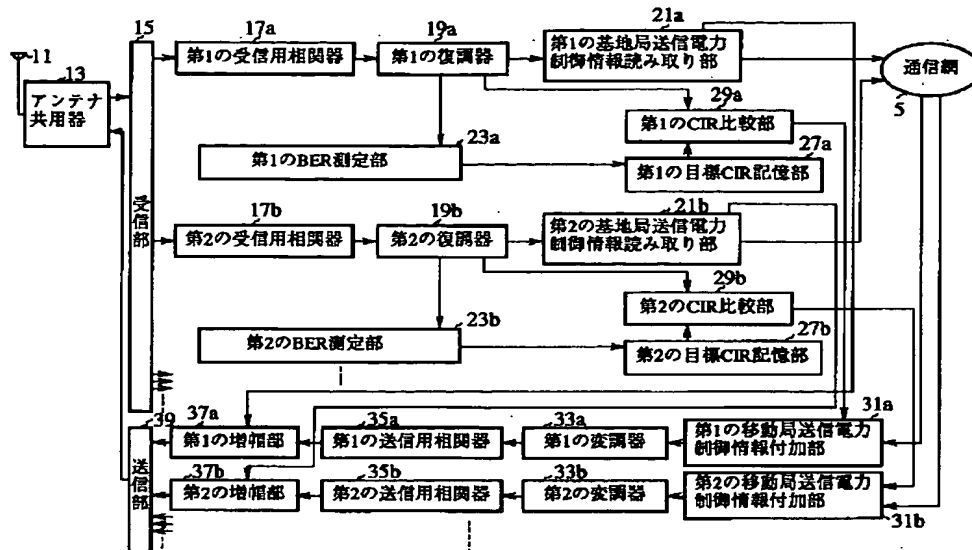 11
13
アンテナ
共用器
15
受信部
17a
第1の受信用相関器
19a
第1の復調器
21a
第1の基地局送信電力
制御情報読み取り部
通信網
5
29a
第1のCIR比較部
23a
第1のBER測定部
27a
第1の目標CIR記憶部
17b
第2の受信用相関器
19b
第2の復調器
21b
第2の基地局送信電力
制御情報読み取り部
29b
第2のCIR比較部
23b
第2のBER測定部
27b
第2の目標CIR記憶部
39
送信部
37a
第1の増幅部
35a
第1の送信用相関器
33a
第1の変調器
31a
第1の移動局送信電力
制御情報付加部
37b
第2の増幅部
35b
第2の送信用相関器
33b
第2の変調器
第2の移動局送信電力
制御情報付加部
31b